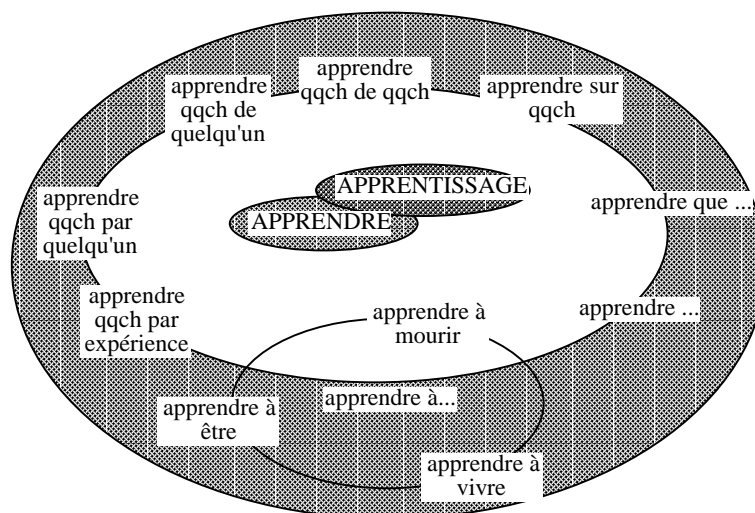 apprendre
qqch de qqch
apprendre
qqch de
quelqu'un
apprendre sur
qqch
APPRENTISSAGE
APPRENDRE
apprendre
qqch par
quelqu'un
apprendre que ...
apprendre
qqch par
expérience
apprendre ...
apprendre à
mourir
apprendre à...
apprendre à
être
apprendre à
vivre